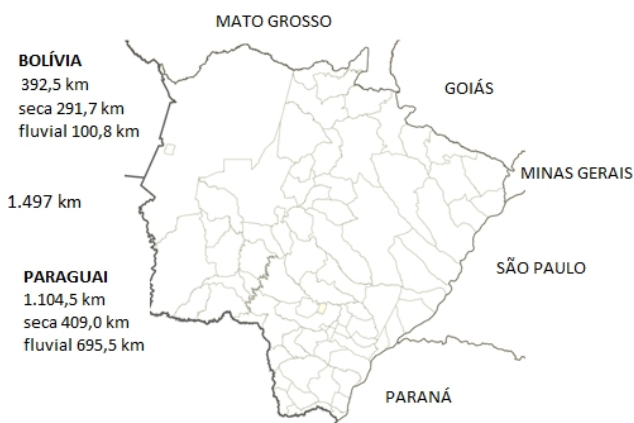 MATO GROSSO
BOLÍVIA
392,5 km
seca 291,7 km
fluvial 100,8 km
GOIÁS
MINAS GERAIS
1.497 km
SÃO PAULO
PARAGUAI
1.104,5 km
seca 409,0 km
fluvial 695,5 km
PARANÁ